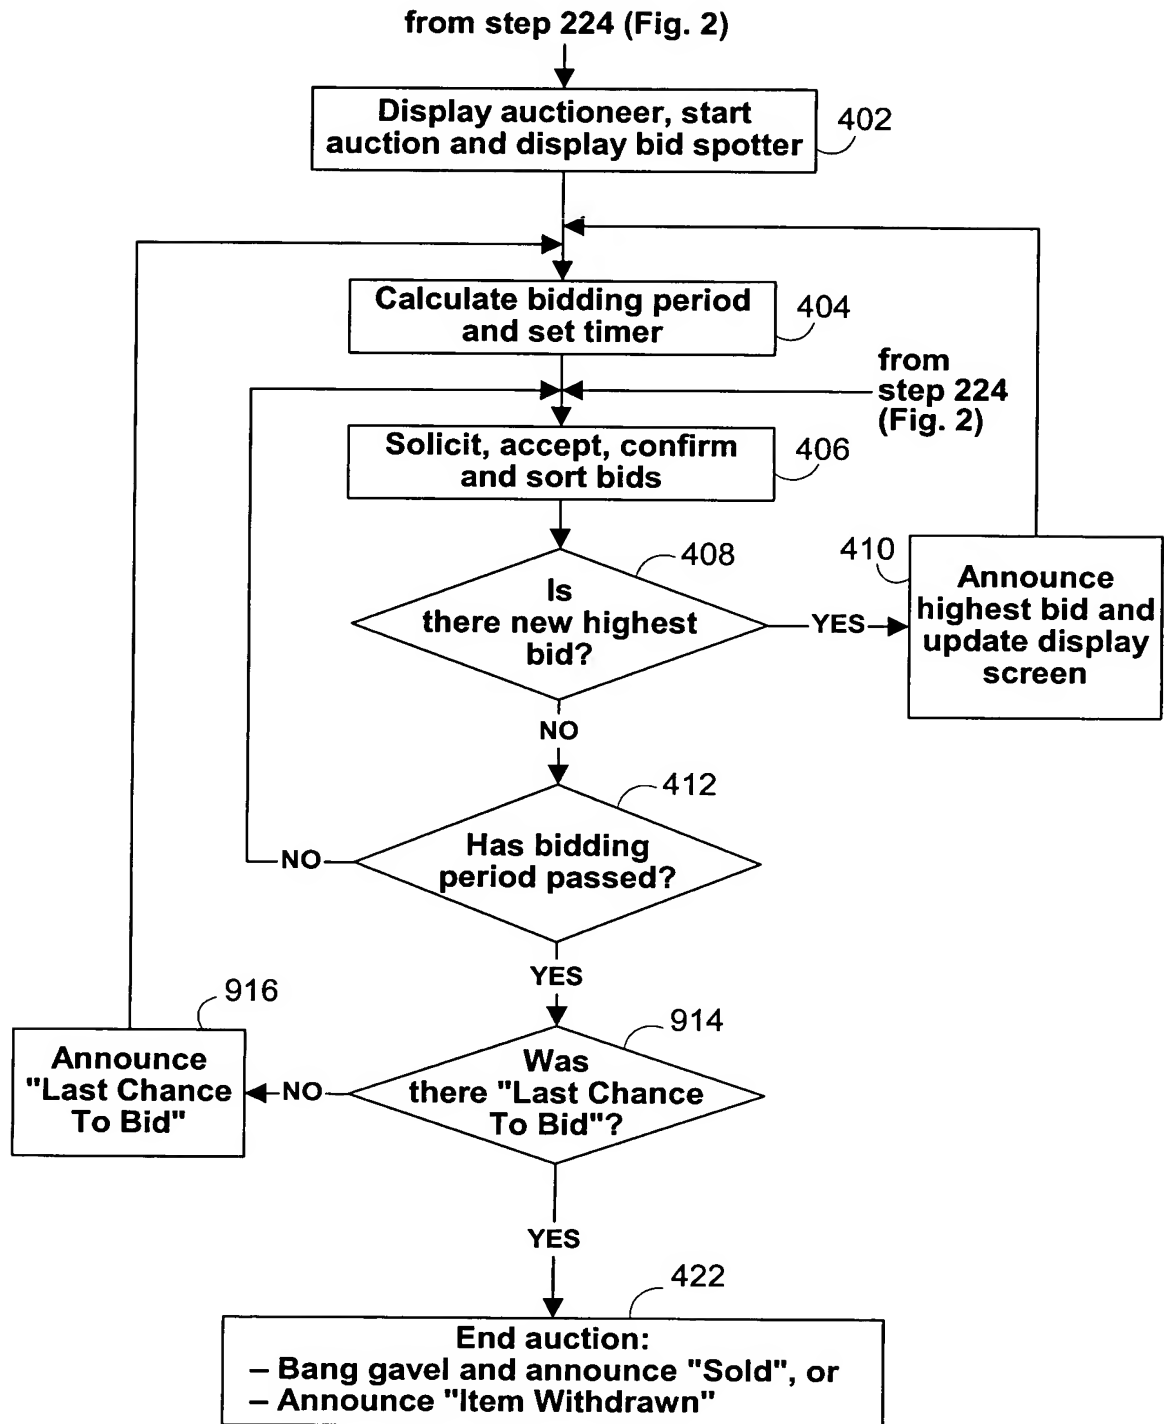 from step 224 (Fig. 2)
Display auctioneer, start
auction and display bid spotter
402
Calculate bidding period
and set timer
404
from
step 224
(Fig. 2)
Solicit, accept, confirm
and sort bids
406
408
Is
there new highest
bid?
YES
410
Announce
highest bid and
update display
screen
NO
412
Has bidding
period passed?
NO
YES
916
Announce
"Last Chance
To Bid"
NO
914
Was
there "Last Chance
To Bid"?
YES
422
End auction:
– Bang gavel and announce "Sold", or
– Announce "Item Withdrawn"